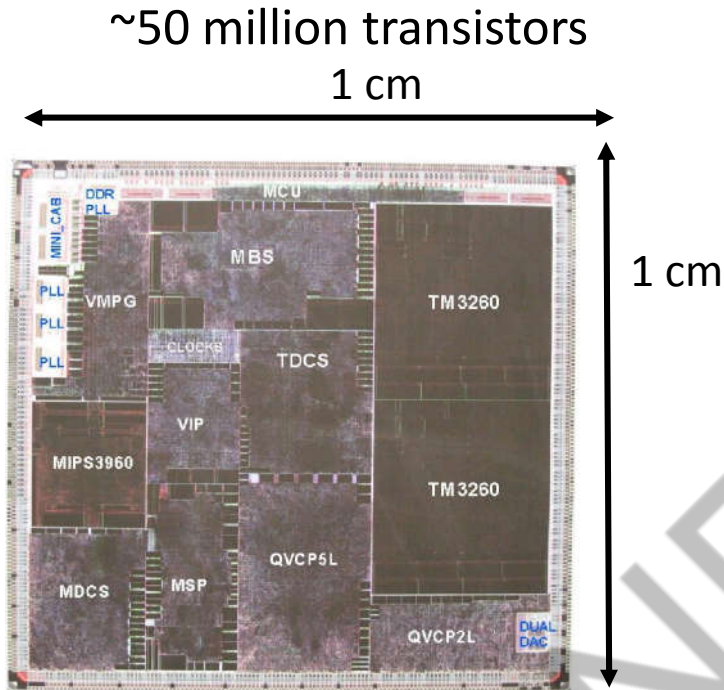 ~50 million transistors
1 cm
1 cm
MCU
DDR
PLL
MINI_CAB
MBS
PLL
VMPG
TM3260
PLL
CLOCKS
PLL
TDCS
VIP
MIPS3960
TM3260
QVCP5L
MDCS
MSP
QVCP2L
DUAL
DAC